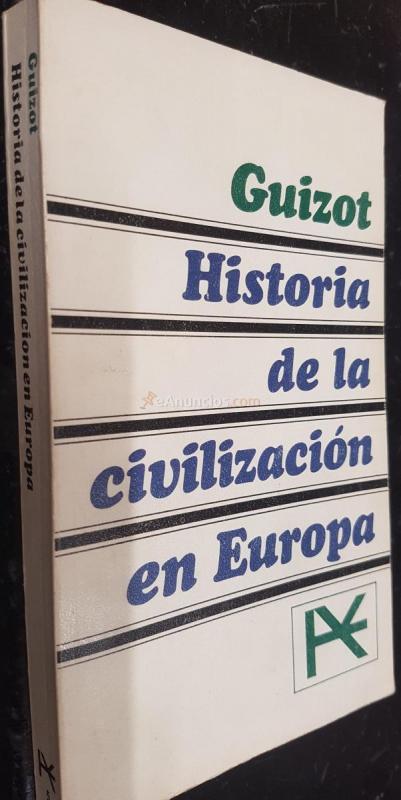 Guizot
Historia
de la
civilización
en Europa
Guizot
Historia de la civilización en Europa
eAnuncios.com